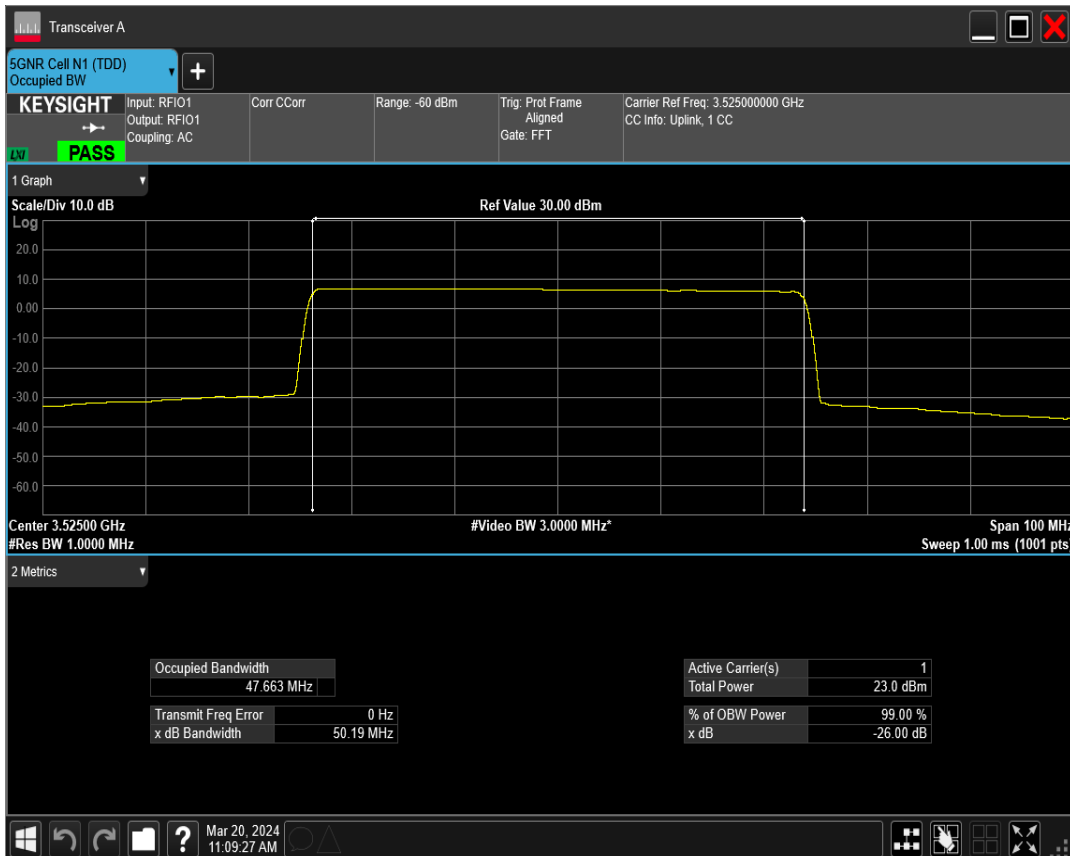 Transceiver A
5GNR Cell N1 (TDD)
Occupied BW
+
KEYSIGHT
LXI
PASS
Input: RFIO1
Output: RFIO1
Coupling: AC
Corr CCorr
Range: -60 dBm
Trig: Prot Frame
Aligned
Gate: FFT
Carrier Ref Freq: 3.525000000 GHz
CC Info: Uplink, 1 CC
1 Graph
Scale/Div 10.0 dB
Ref Value 30.00 dBm
Log
20.0
10.0
0.00
-10.0
-20.0
-30.0
-40.0
-50.0
-60.0
Center 3.52500 GHz
#Video BW 3.0000 MHz*
Span 100 MHz
#Res BW 1.0000 MHz
Sweep 1.00 ms (1001 pts)
2 Metrics
Occupied Bandwidth
47.663 MHz
Transmit Freq Error 0 Hz
x dB Bandwidth 50.19 MHz
Active Carrier(s) 1
Total Power 23.0 dBm
% of OBW Power 99.00 %
x dB -26.00 dB
?
Mar 20, 2024
11:09:27 AM